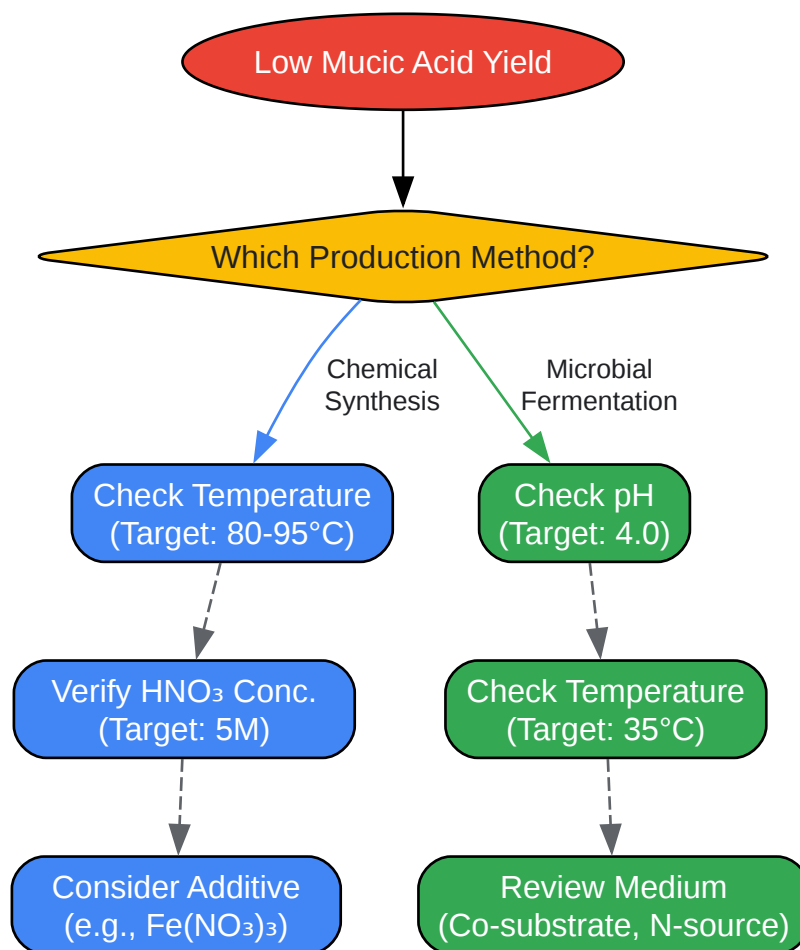 Low Mucic Acid Yield
Which Production Method?
Chemical
Synthesis
Microbial
Fermentation
Check Temperature
(Target: 80-95°C)
Check pH
(Target: 4.0)
Verify HNO₃ Conc.
(Target: 5M)
Check Temperature
(Target: 35°C)
Consider Additive
(e.g., Fe(NO₃)₃)
Review Medium
(Co-substrate, N-source)